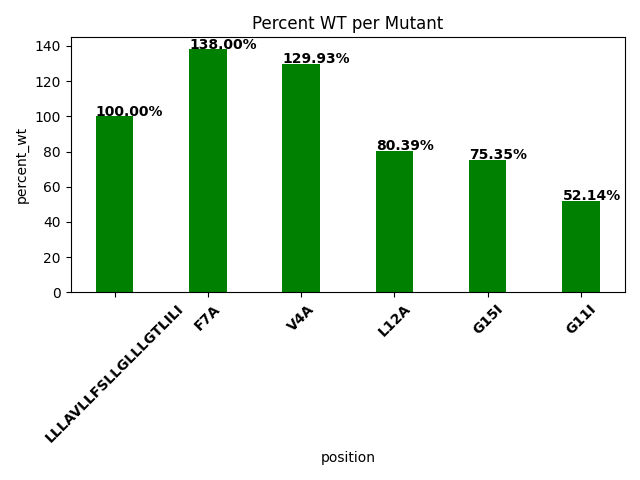 Percent WT per Mutant
percent_wt
140
120
100
80
60
40
20
0
100.00%
138.00%
129.93%
80.39%
75.35%
52.14%
LLLAVLLFSLLGLLLGTLILI
F7A
V4A
L12A
G15I
G11I
position